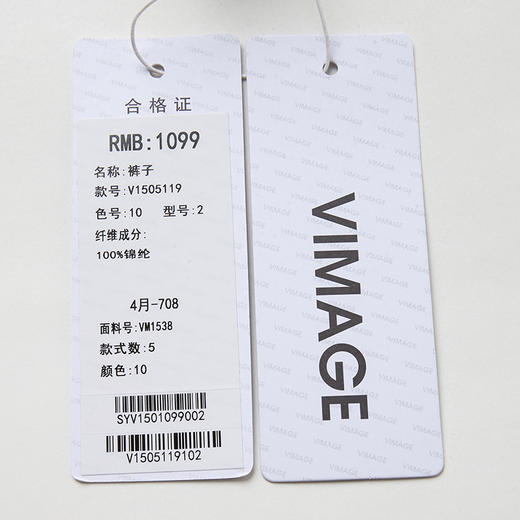 合格证
RMB:1099
名称:裤子
款号:V1505119
色号:10 型号:2
纤维成分:
100%锦纶
4月-708
面料号:VM1538
款式数:5
颜色:10
SYV1501099002
V1505119102
VIMAGE